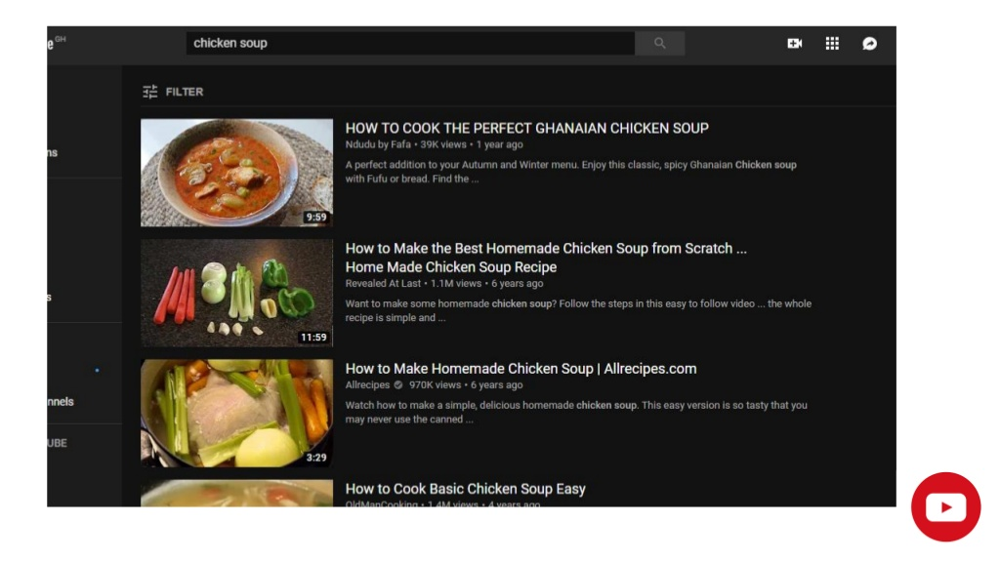 e GH
chicken soup
FILTER
HOW TO COOK THE PERFECT GHANAIAN CHICKEN SOUP
Ndudu by Fafa • 39K views • 1 year ago
A perfect addition to your Autumn and Winter menu. Enjoy this classic, spicy Ghanaian Chicken soup
with Fufu or bread. Find the ...
9:59
ns
How to Make the Best Homemade Chicken Soup from Scratch ...
Home Made Chicken Soup Recipe
Revealed At Last • 1.1M views • 6 years ago
Want to make some homemade chicken soup? Follow the steps in this easy to follow video ... the whole
recipe is simple and ...
11:59
s
How to Make Homemade Chicken Soup | Allrecipes.com
Allrecipes 970K views • 6 years ago
Watch how to make a simple, delicious homemade chicken soup. This easy version is so tasty that you
may never use the canned ...
3:29
nnels
UBE
How to Cook Basic Chicken Soup Easy
OldManCooking • 1.4M views • 4 years ago